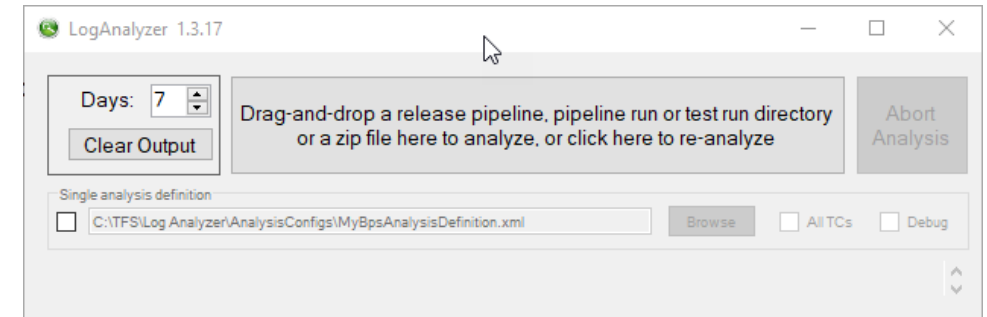 LogAnalyzer 1.3.17
Days: 7
Clear Output
Drag-and-drop a release pipeline, pipeline run or test run directory
or a zip file here to analyze, or click here to re-analyze
Abort
Analysis
Single analysis definition
C:\TFS\Log Analyzer\AnalysisConfigs\MyBpsAnalysisDefinition.xml
Browse
All TCs
Debug